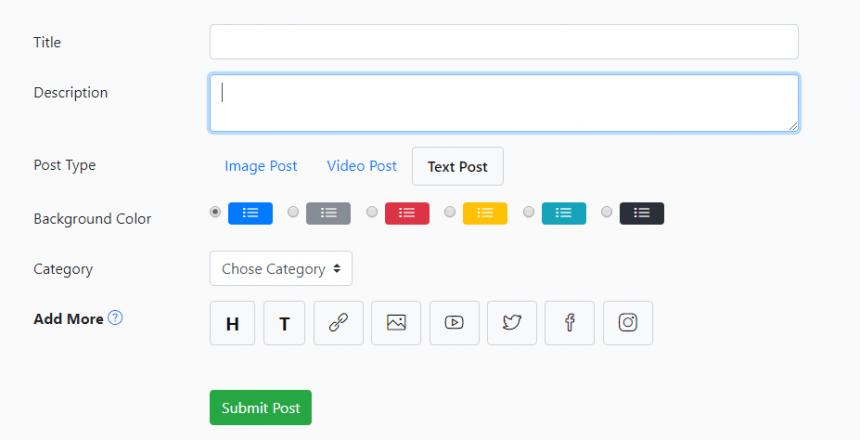 Title
Description
Post Type Image Post Video Post Text Post
Background Color
Category Chose Category
Add More ? H T
Submit Post